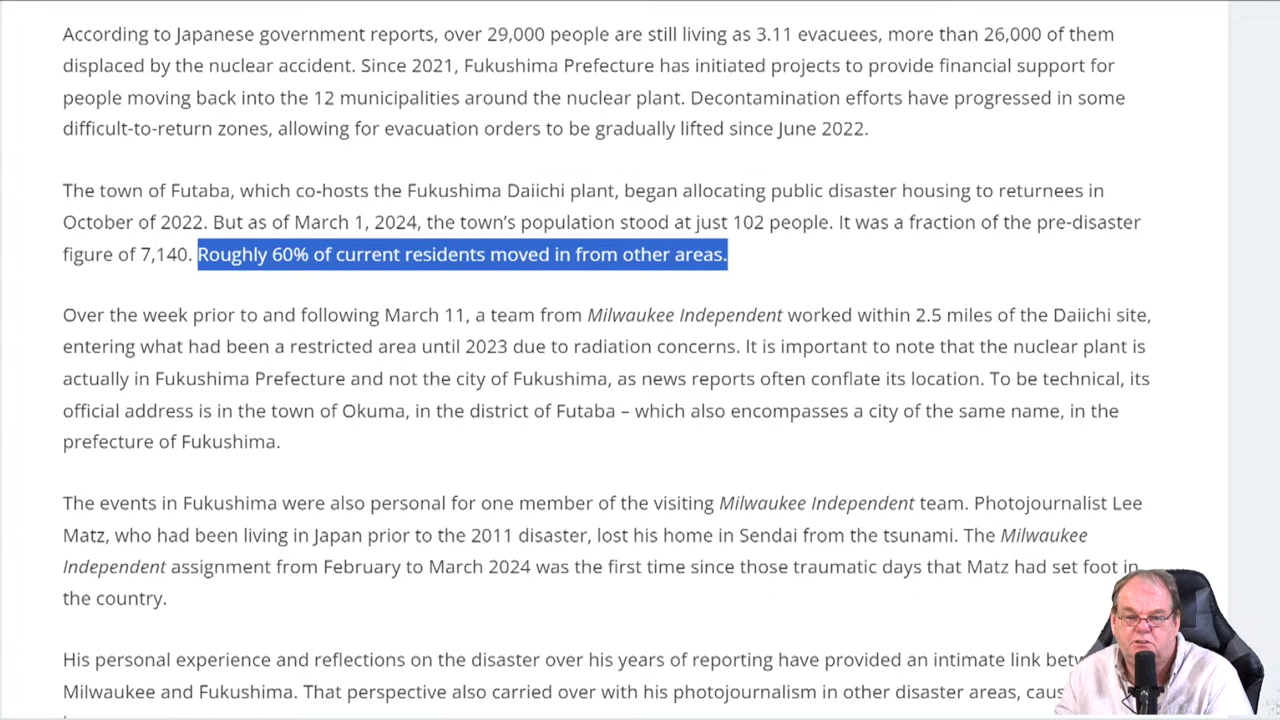 According to Japanese government reports, over 29,000 people are still living as 3.11 evacuees, more than 26,000 of them
displaced by the nuclear accident. Since 2021, Fukushima Prefecture has initiated projects to provide financial support for
people moving back into the 12 municipalities around the nuclear plant. Decontamination efforts have progressed in some
difficult-to-return zones, allowing for evacuation orders to be gradually lifted since June 2022.
The town of Futaba, which co-hosts the Fukushima Daiichi plant, began allocating public disaster housing to returnees in
October of 2022. But as of March 1, 2024, the town's population stood at just 102 people. It was a fraction of the pre-disaster
figure of 7,140. Roughly 60% of current residents moved in from other areas.
Over the week prior to and following March 11, a team from Milwaukee Independent worked within 2.5 miles of the Daiichi site,
entering what had been a restricted area until 2023 due to radiation concerns. It is important to note that the nuclear plant is
actually in Fukushima Prefecture and not the city of Fukushima, as news reports often conflate its location. To be technical, its
official address is in the town of Okuma, in the district of Futaba – which also encompasses a city of the same name, in the
prefecture of Fukushima.
The events in Fukushima were also personal for one member of the visiting Milwaukee Independent team. Photojournalist Lee
Matz, who had been living in Japan prior to the 2011 disaster, lost his home in Sendai from the tsunami. The Milwaukee
Independent assignment from February to March 2024 was the first time since those traumatic days that Matz had set foot in
the country.
His personal experience and reflections on the disaster over his years of reporting have provided an intimate link
Milwaukee and Fukushima. That perspective also carried over with his photojournalism in other disaster areas,